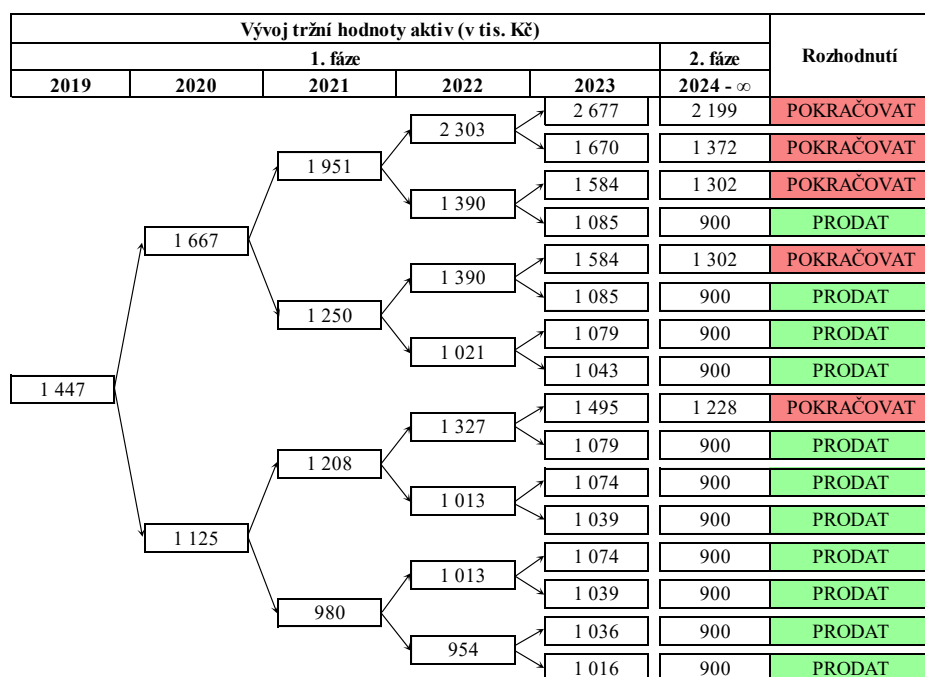 Vývoj tržní hodnoty aktiv (v tis. Kč) Rozhodnutí
1. fáze 2. fáze
2019 2020 2021 2022 2023 2024 - ∞
2 677 2 199 POKRAČOVAT
2 303
1 670 1 372 POKRAČOVAT
1 951
1 584 1 302 POKRAČOVAT
1 390
1 085 900 PRODAT
1 667
1 584 1 302 POKRAČOVAT
1 390
1 085 900 PRODAT
1 250
1 079 900 PRODAT
1 021
1 043 900 PRODAT
1 447
1 495 1 228 POKRAČOVAT
1 327
1 079 900 PRODAT
1 208
1 074 900 PRODAT
1 013
1 039 900 PRODAT
1 125
1 074 900 PRODAT
1 013
1 039 900 PRODAT
980
1 036 900 PRODAT
954
1 016 900 PRODAT